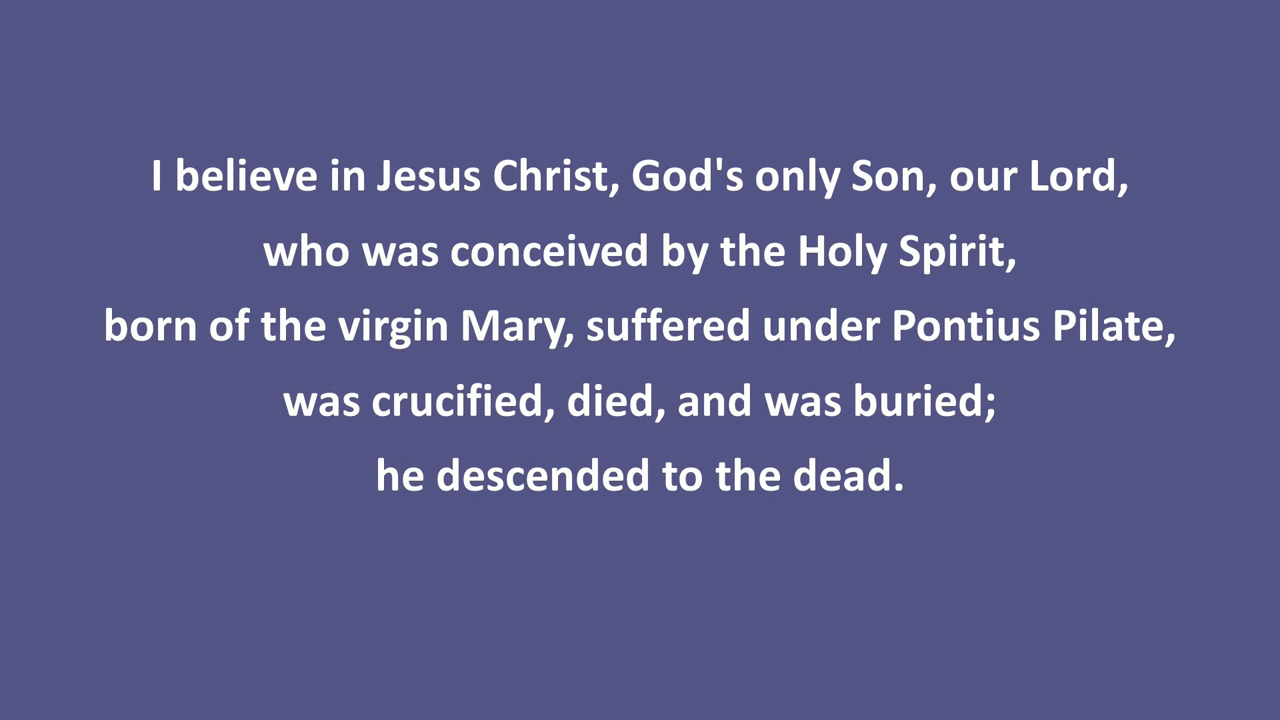 I believe in Jesus Christ, God's only Son, our Lord,
who was conceived by the Holy Spirit,
born of the virgin Mary, suffered under Pontius Pilate,
was crucified, died, and was buried;
he descended to the dead.